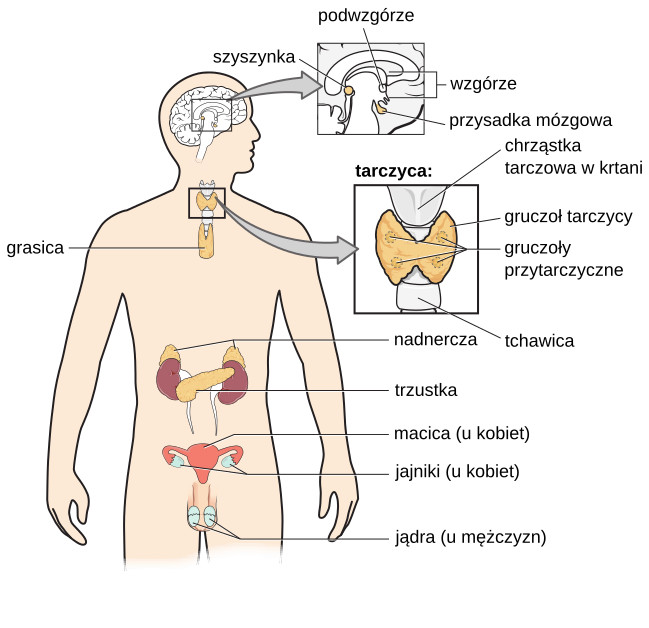 podwzgórze
szyszynka
wzgórze
przysadka mózgowa
chrząstka
tarczowa w krtani
tarczyca:
gruczoł tarczycy
grasica
gruczoły
przytarczyczne
nadnercza
tchawica
trzustka
macica (u kobiet)
jajniki (u kobiet)
jądra (u mężczyzn)